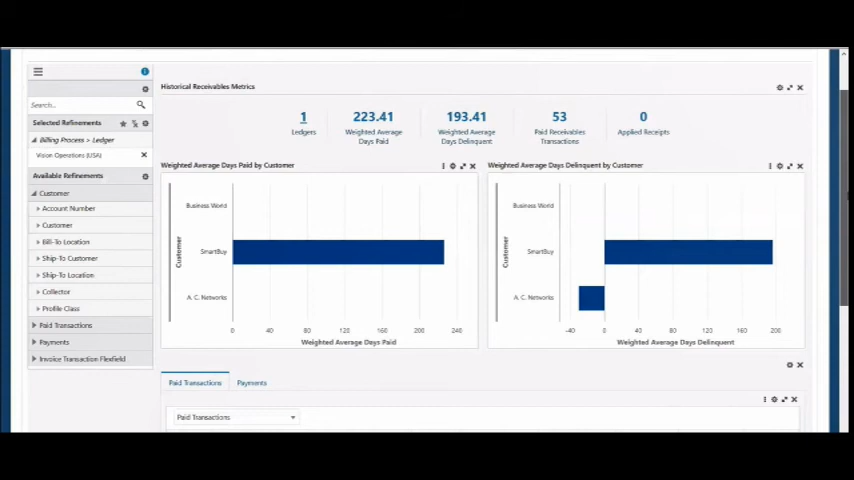 Historical Receivables Metrics
Search...
1
223.41
193.41
53
0
Selected Refinements
Ledgers
Weighted Average Days Paid
Weighted Average Days Delinquent
Paid Receivables Transactions
Applied Receipts
Billing Process > Ledger
Vision Operations (USA)
Available Refinements
Customer
Account Number
Customer
Bill-To Location
Ship-To Customer
Ship-To Location
Collector
Profile Class
Paid Transactions
Payments
Invoice Transaction Flexfield
Weighted Average Days Paid by Customer
Customer
Business World
SmartBuy
A. C. Networks
0 40 80 120 160 200 240
Weighted Average Days Paid
Weighted Average Days Delinquent by Customer
Customer
Business World
SmartBuy
A. C. Networks
-40 0 40 80 120 160 200
Weighted Average Days Delinquent
Paid Transactions Payments
Paid Transactions